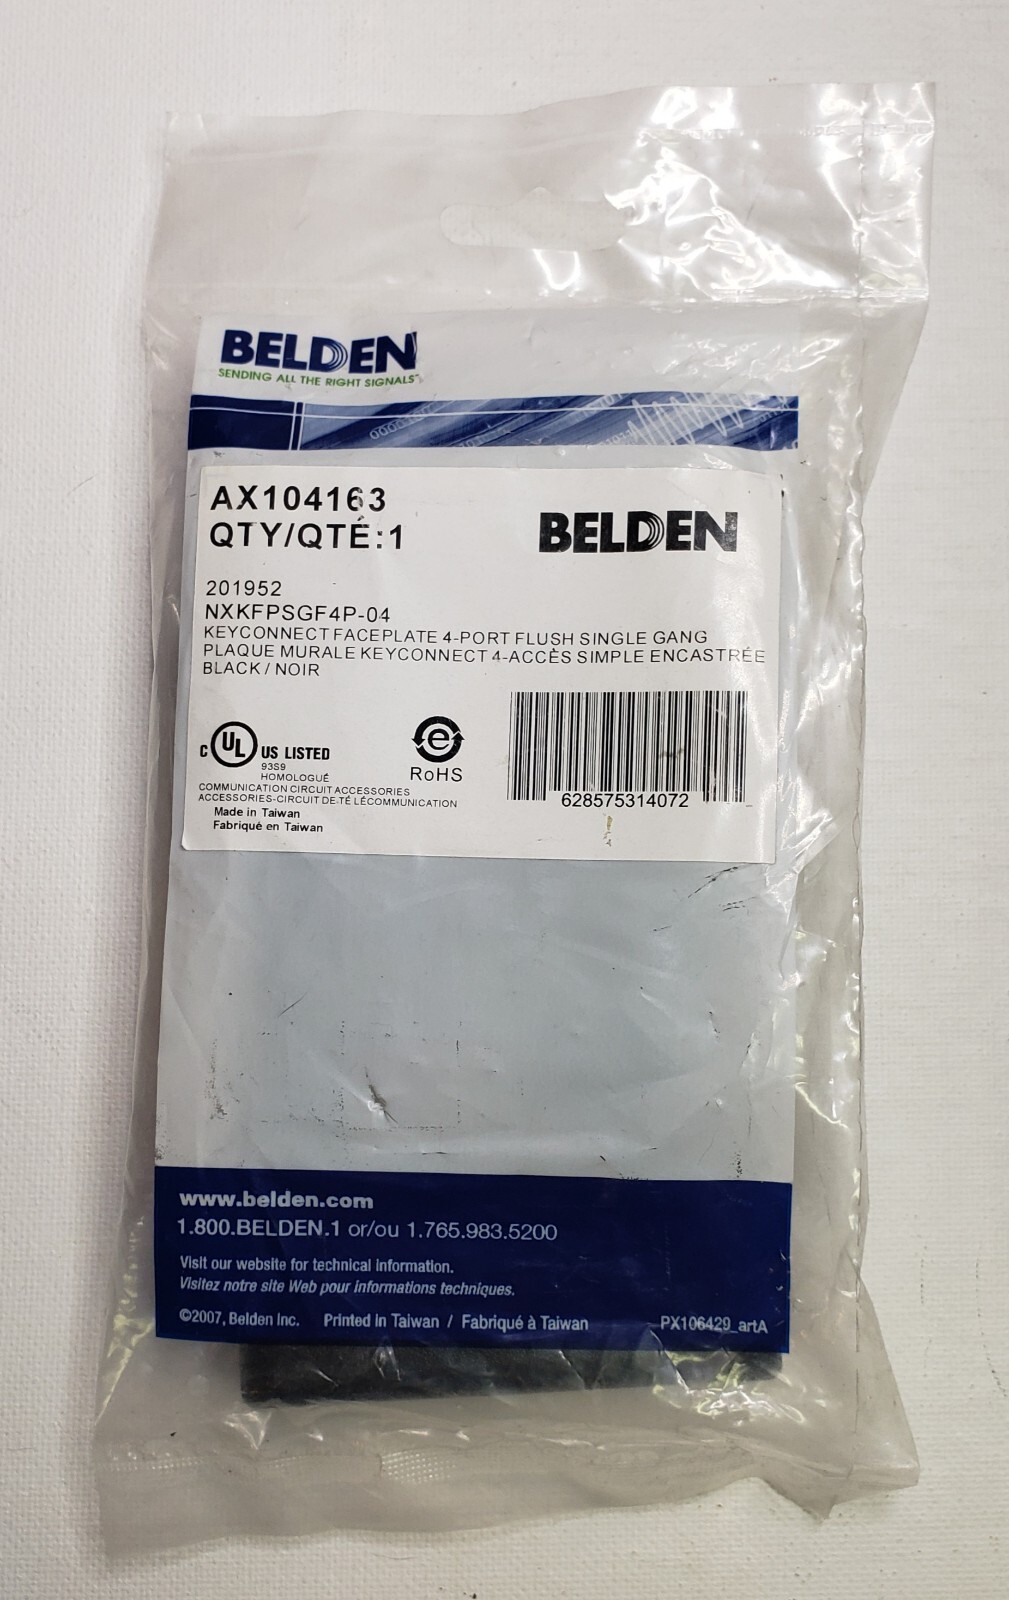 BELDEN
SENDING ALL THE RIGHT SIGNALS
AX104163
QTY/QTÉ:1
BELDEN
201952
NXKFPSGF4P-04
KEYCONNECT FACEPLATE 4-PORT FLUSH SINGLE GANG
PLAQUE MURALE KEYCONNECT 4-ACCÈS SIMPLE ENCASTRÉE
BLACK / NOIR
C UL US LISTED
93S9
HOMOLOGUÉ
RoHS
COMMUNICATION CIRCUIT ACCESSORIES
ACCESSORIES-CIRCUIT DE TÉLÉCOMMUNICATION
Made in Taiwan
Fabriqué en Taiwan
628575314072
www.belden.com
1.800.BELDEN.1 or/ou 1.765.983.5200
Visit our website for technical information.
Visitez notre site Web pour informations techniques.
©2007, Belden Inc. Printed in Taiwan / Fabriqué à Taiwan PX106429_artA